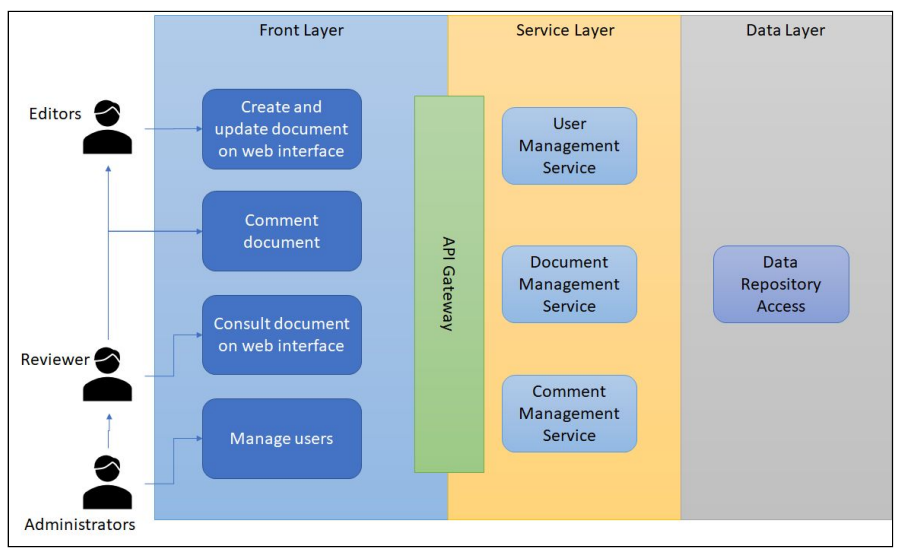 Front Layer
Service Layer
Data Layer
Editors
Create and
update document
on web interface
User
Management
Service
Comment
document
API Gateway
Document
Management
Service
Data
Repository
Access
Consult document
on web interface
Reviewer
Comment
Management
Service
Manage users
Administrators